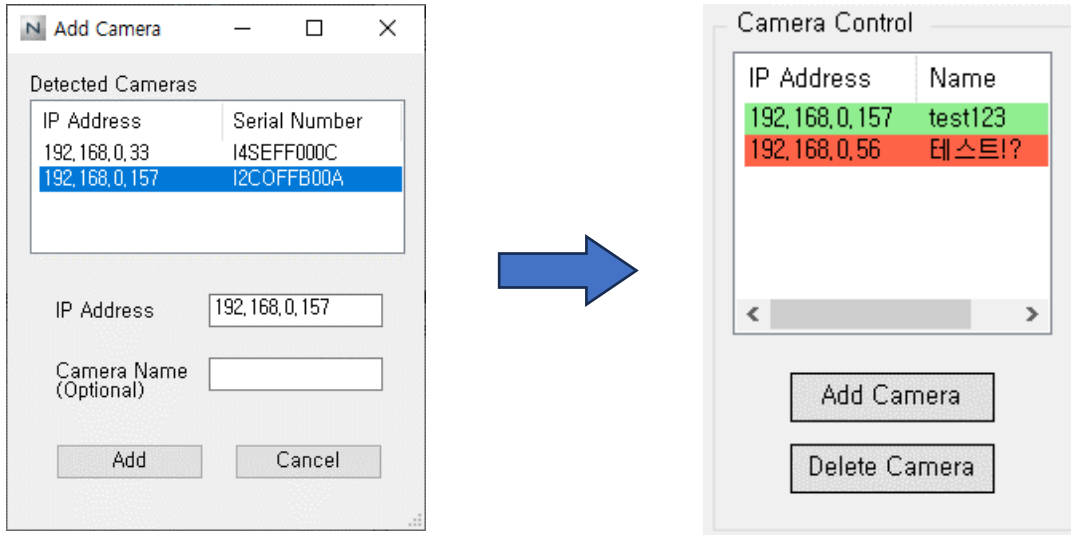 N Add Camera
Detected Cameras
IP Address Serial Number
192,168,0,33 I4SEFF000C
192,168,0,157 I2COFFB00A
IP Address 192,168,0,157
Camera Name
(Optional)
Add Cancel
Camera Control
IP Address Name
192,168,0,157 test123
192,168,0,56 테스트!?
Add Camera
Delete Camera